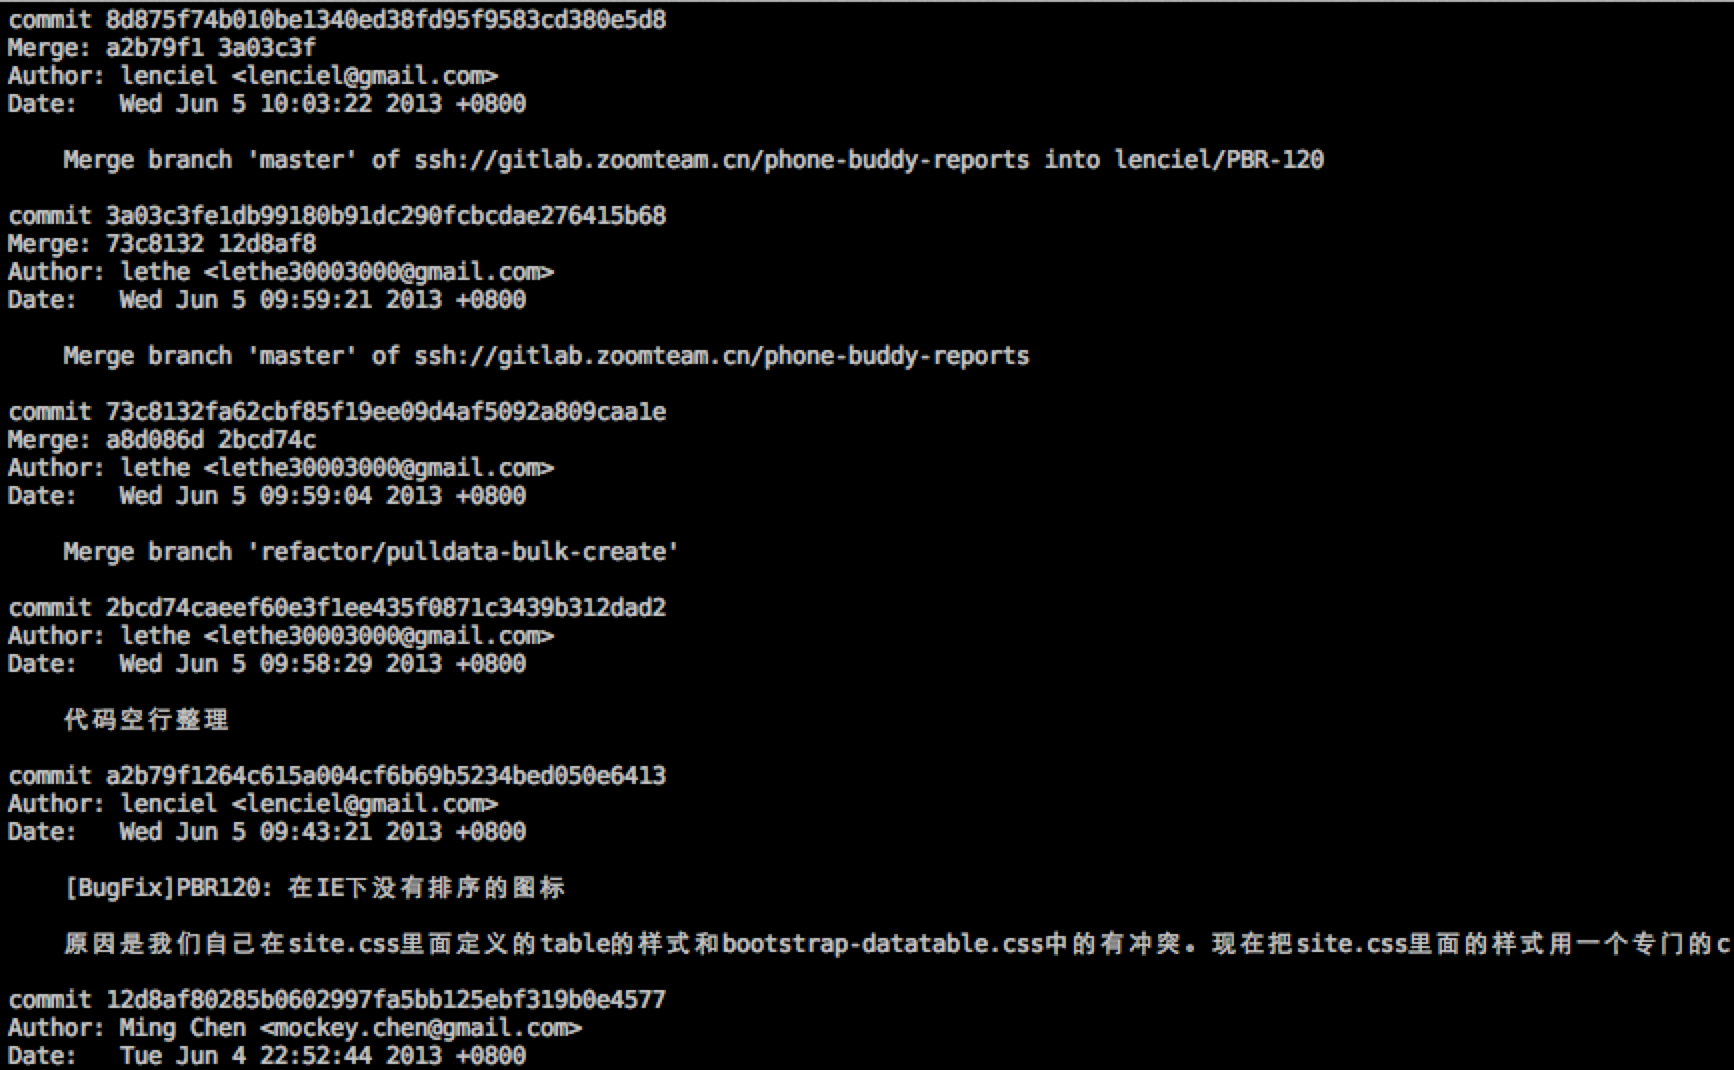 commit 8d875f74b010be1340ed38fd95f9583cd380e5d8
Merge: a2b79f1 3a03c3f
Author: lenciel <lenciel@gmail.com>
Date:   Wed Jun 5 10:03:22 2013 +0800
Merge branch 'master' of ssh://gitlab.zoomteam.cn/phone-buddy-reports into lenciel/PBR-120
commit 3a03c3fe1db99180b91dc290fcbcdae276415b68
Merge: 73c8132 12d8af8
Author: lethe <lethe30003000@gmail.com>
Date:   Wed Jun 5 09:59:21 2013 +0800
Merge branch 'master' of ssh://gitlab.zoomteam.cn/phone-buddy-reports
commit 73c8132fa62cbf85f19ee09d4af5092a809caa1e
Merge: a8d086d 2bcd74c
Author: lethe <lethe30003000@gmail.com>
Date:   Wed Jun 5 09:59:04 2013 +0800
Merge branch 'refactor/pulldata-bulk-create'
commit 2bcd74caeef60e3f1ee435f0871c3439b312dad2
Author: lethe <lethe30003000@gmail.com>
Date:   Wed Jun 5 09:58:29 2013 +0800
代码空行整理
commit a2b79f1264c615a004cf6b69b5234bed050e6413
Author: lenciel <lenciel@gmail.com>
Date:   Wed Jun 5 09:43:21 2013 +0800
[BugFix]PBR120: 在IE下没有排序的图标
原因是我们自己在site.css里面定义的table的样式和bootstrap-datatable.css中的有冲突。现在把site.css里面的样式用一个专门的c
commit 12d8af80285b0602997fa5bb125ebf319b0e4577
Author: Ming Chen <mockey.chen@gmail.com>
Date:   Tue Jun 4 22:52:44 2013 +0800